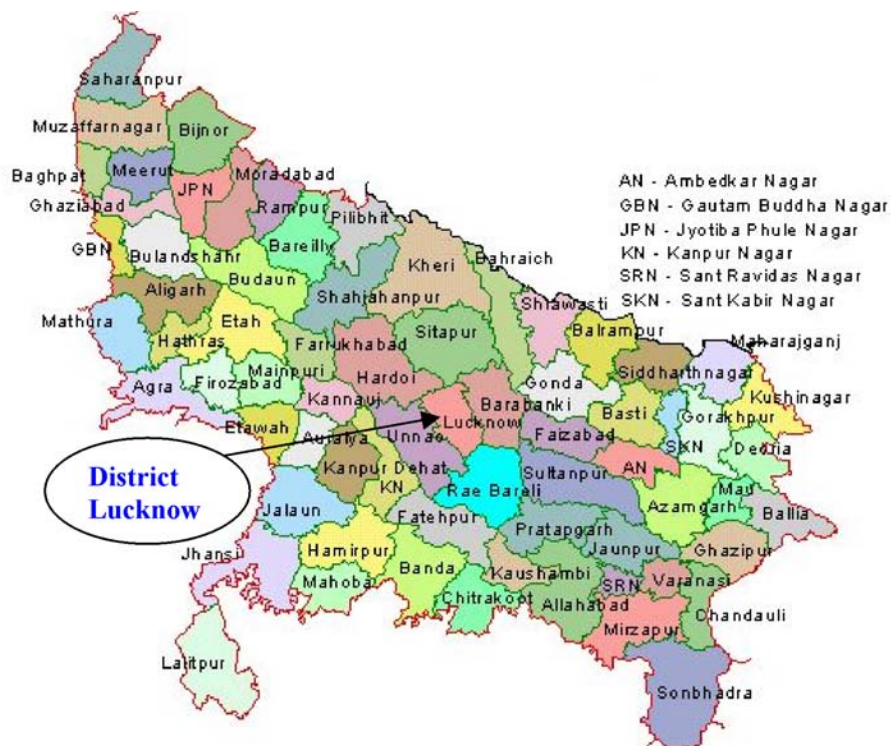 Saharanpur
Muzaffarnagar
Bijnor
Baghpat
Meerut
JPN
Moradabad
Ghaziabad
Rampur
Pilibhit
GBN
Bulandshahr
Bareilly
Kheri
Bahraich
Aligarh
Budaun
Shahjahanpur
Shrawasti
Mathura
Etah
Sitapur
Balrampur
Maharajganj
Hathras
Farrukhabad
Siddharthnagar
Agra
Firozabad
Mainpuri
Hardoi
Gonda
Kushinagar
Kannauj
Barabanki
Basti
Gorakhpur
Etawah
Auraiya
Unnao
Lucknow
Faizabad
SKN
Deoria
Kanpur Dehat
Rae Bareli
Sultanpur
AN
Mau
KN
Azamgarh
Ballia
Jalaun
Fatehpur
Pratapgarh
Jhansi
Hamirpur
Banda
Kaushambi
Jaunpur
Ghazipur
Mahoba
Chitrakoot
Allahabad
SRN
Varanasi
Mirzapur
Chandauli
Lalitpur
Sonbhadra
AN - Ambedkar Nagar
GBN - Gautam Buddha Nagar
JPN - Jyotiba Phule Nagar
KN - Kanpur Nagar
SRN - Sant Ravidas Nagar
SKN - Sant Kabir Nagar
District
Lucknow